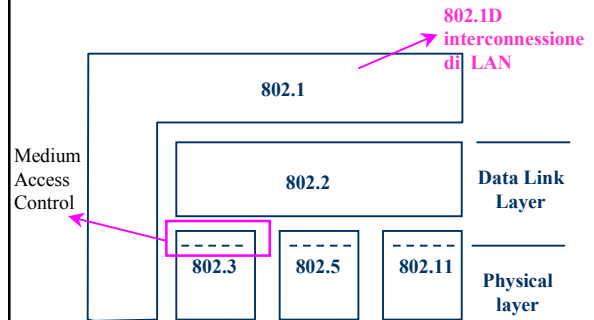 802.1D
interconnessione
di LAN
802.1
Medium
Access
Control
802.2
Data Link
Layer
802.3
802.5
802.11
Physical
layer